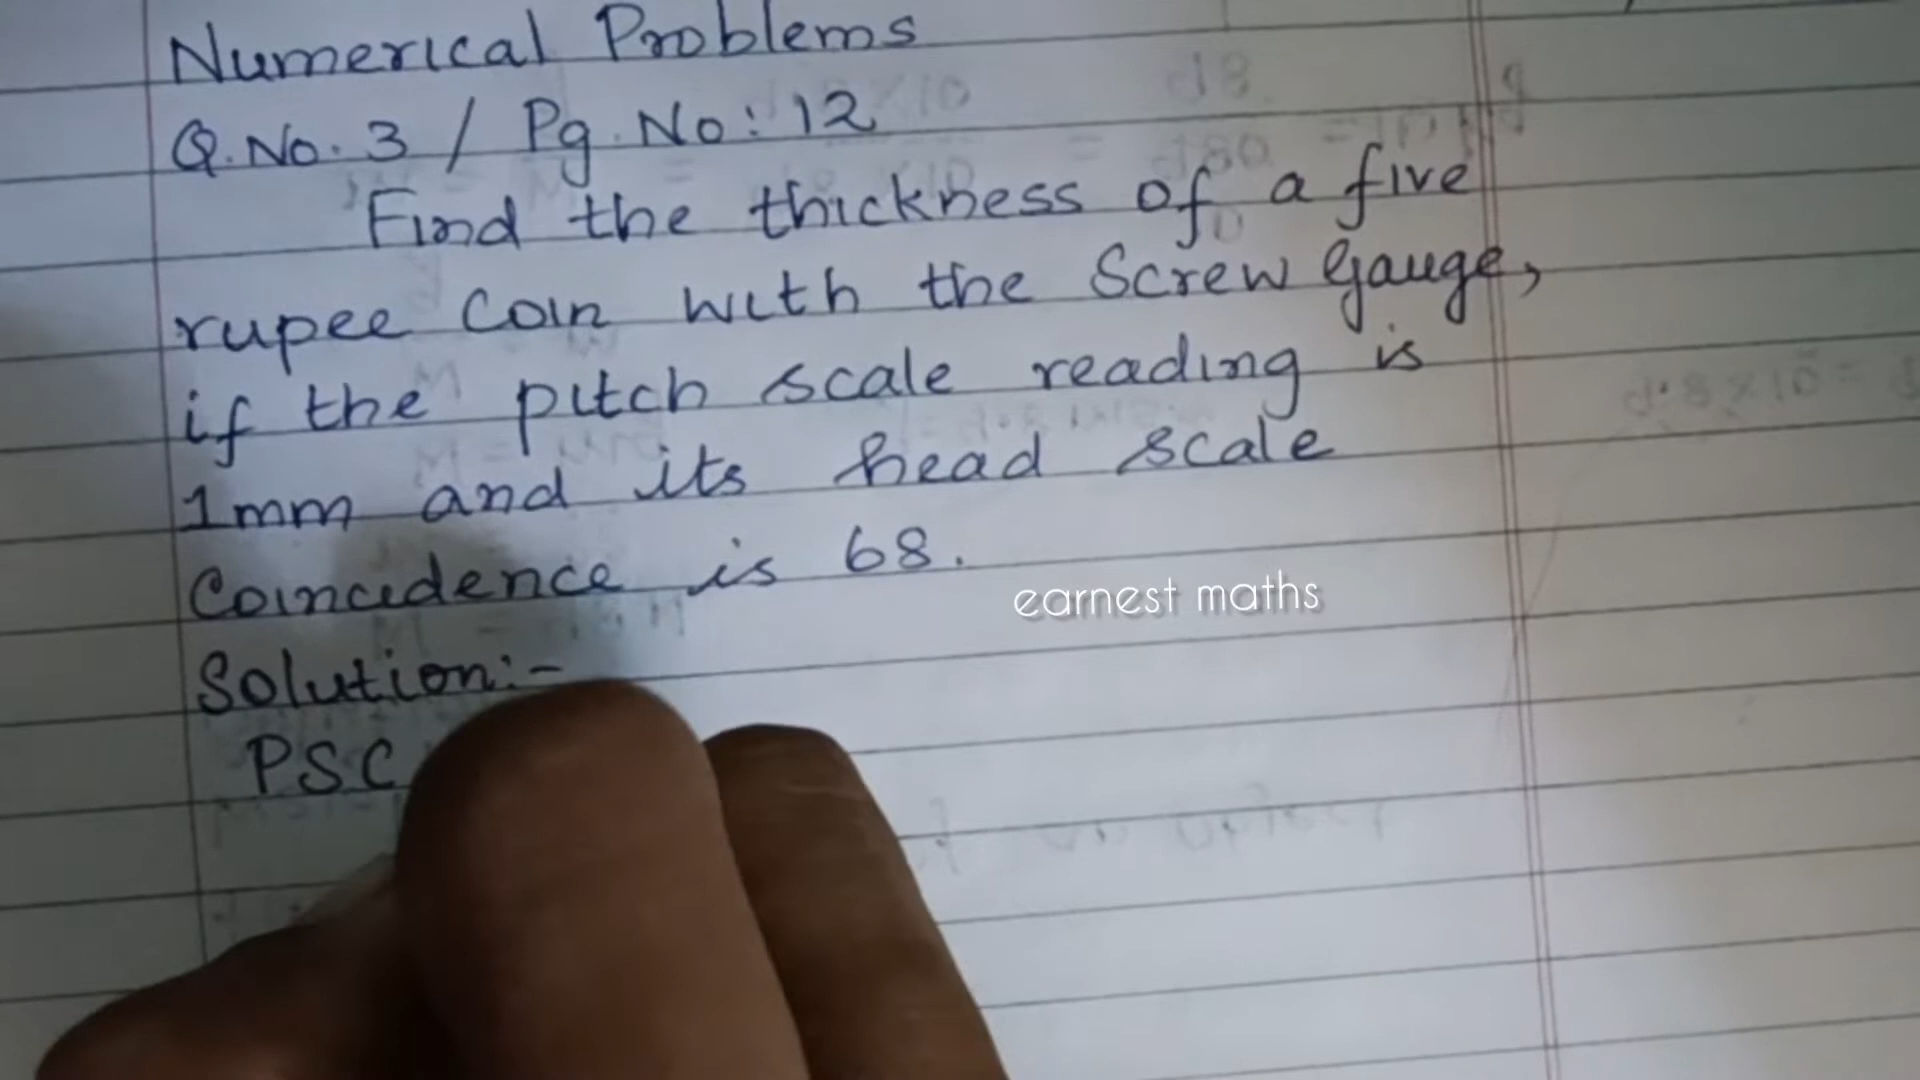 Numerical Problems
Q.No.3 / Pg.No:12
Find the thickness of a five
rupee coin with the Screw Gauge,
if the pitch scale reading is
1mm and its head scale
Coincidence is 68.
earnest maths
Solution:-
PSC